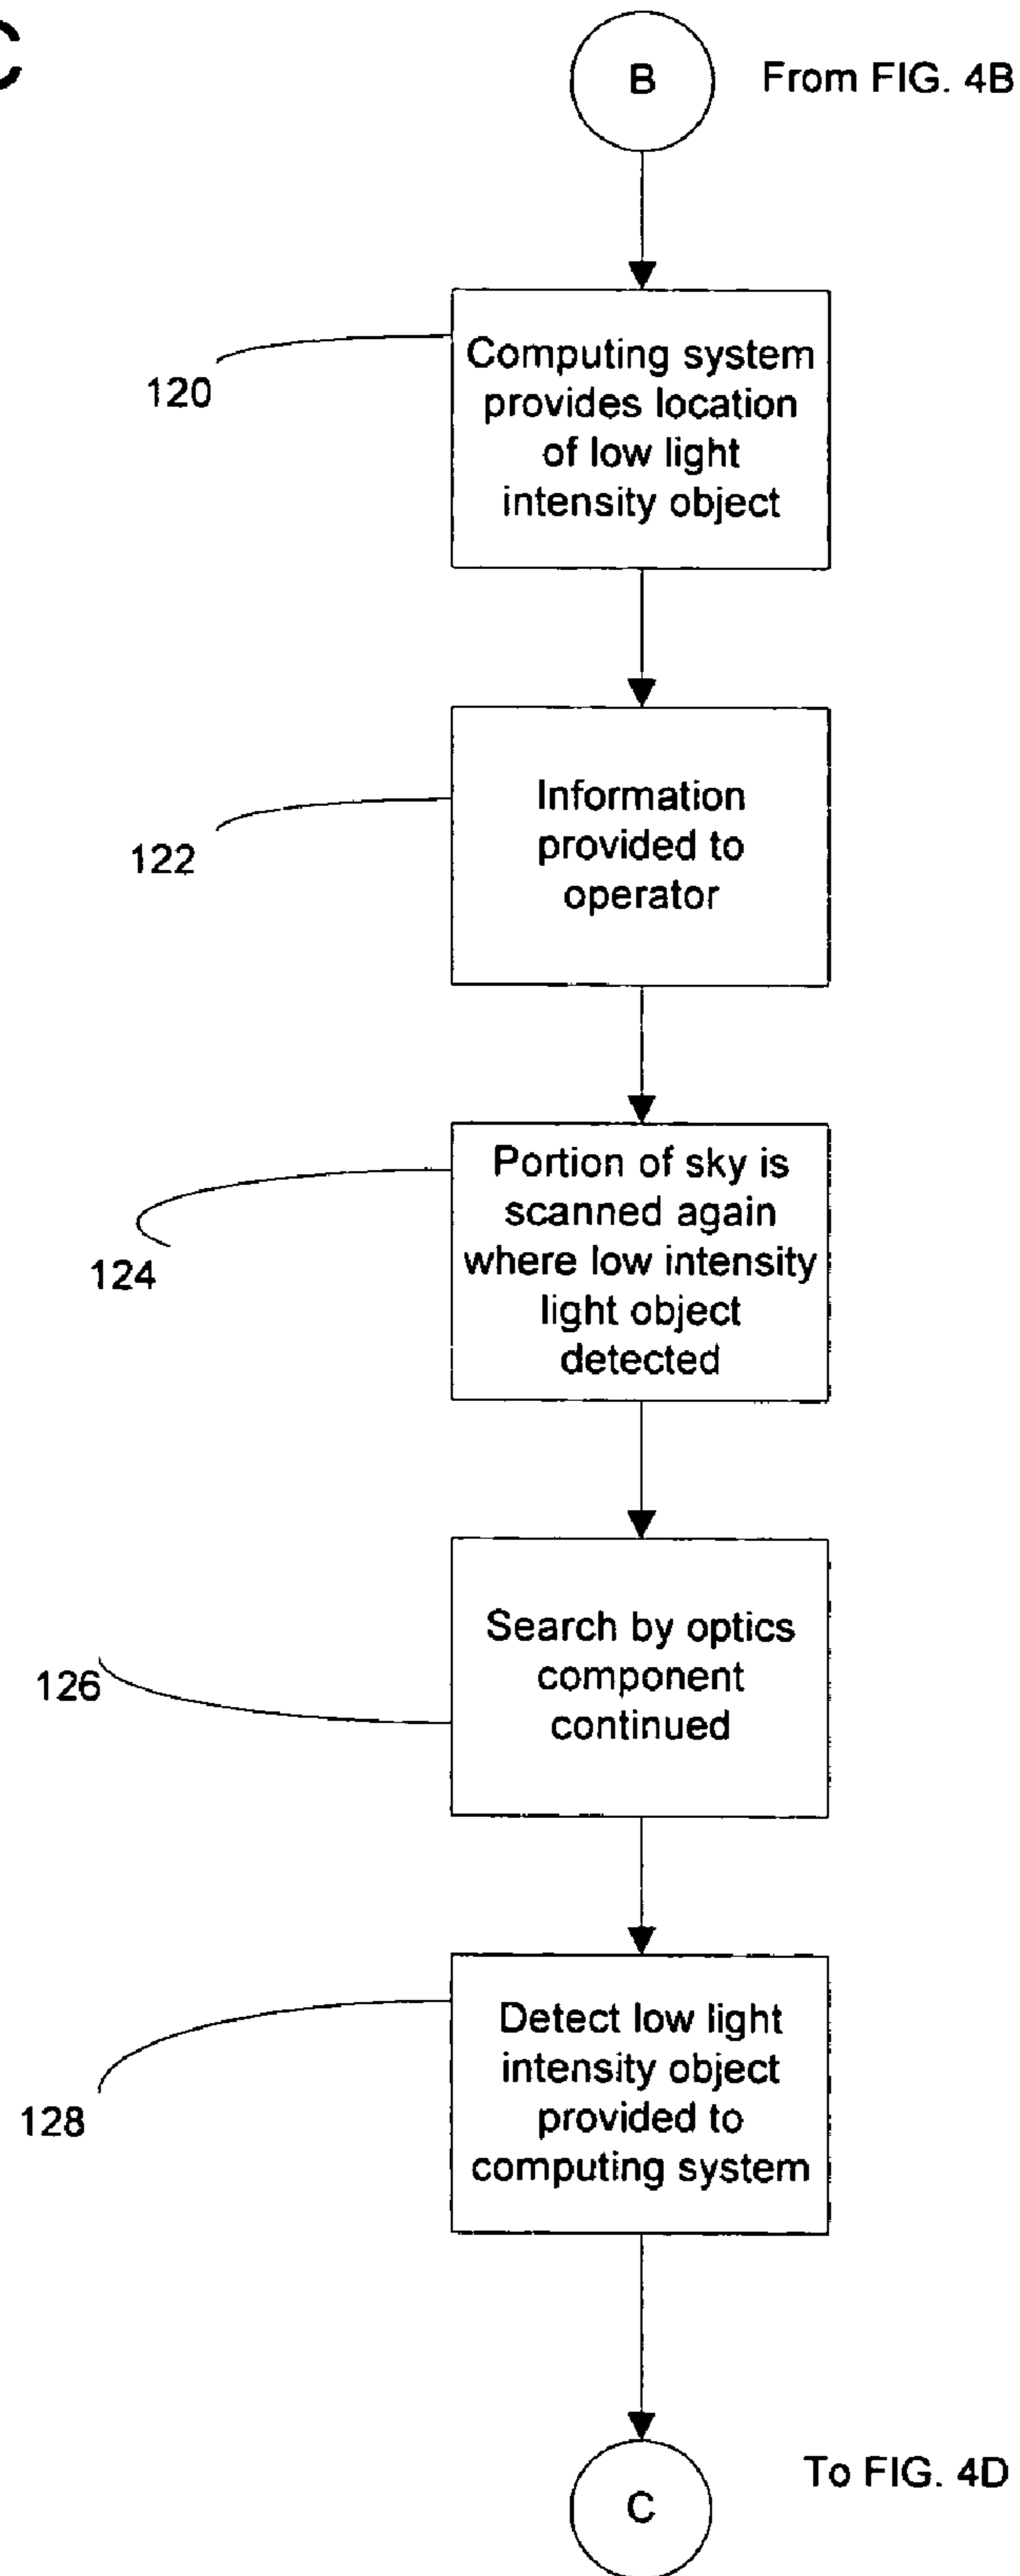 C
B
From FIG. 4B
Computing system
provides location
of low light
intensity object
120
Information
provided to
operator
122
Portion of sky is
scanned again
where low intensity
light object
detected
124
Search by optics
component
continued
126
Detect low light
intensity object
provided to
computing system
128
To FIG. 4D
C